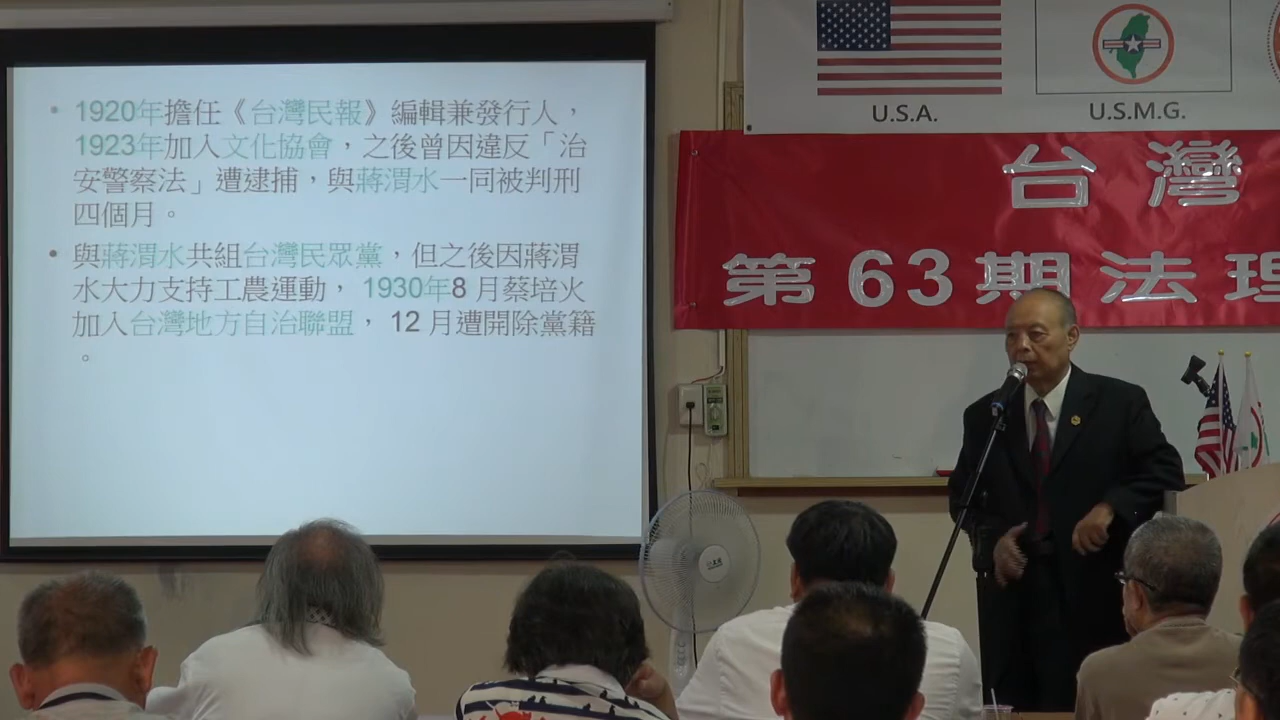 • 1920年擔任《台灣民報》編輯兼發行人，
1923年加入文化協會，之後曾因違反「治
安警察法」遭逮捕，與蔣渭水一同被判刑
四個月。
• 與蔣渭水共組台灣民眾黨，但之後因蔣渭
水大力支持工農運動， 1930年8 月蔡培火
加入台灣地方自治聯盟， 12 月遭開除黨籍
。
U.S.A.
U.S.M.G.
台灣
第63期法理